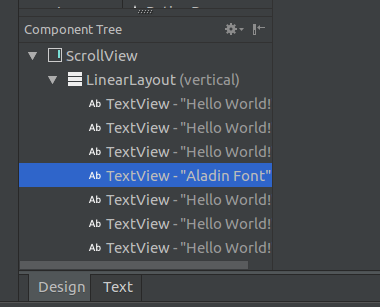 Component Tree
ScrollView
LinearLayout (vertical)
Ab TextView - "Hello World!
Ab TextView - "Hello World!
Ab TextView - "Hello World!
Ab TextView - "Aladin Font"
Ab TextView - "Hello World!
Ab TextView - "Hello World!
Ab TextView - "Hello World!
Design Text